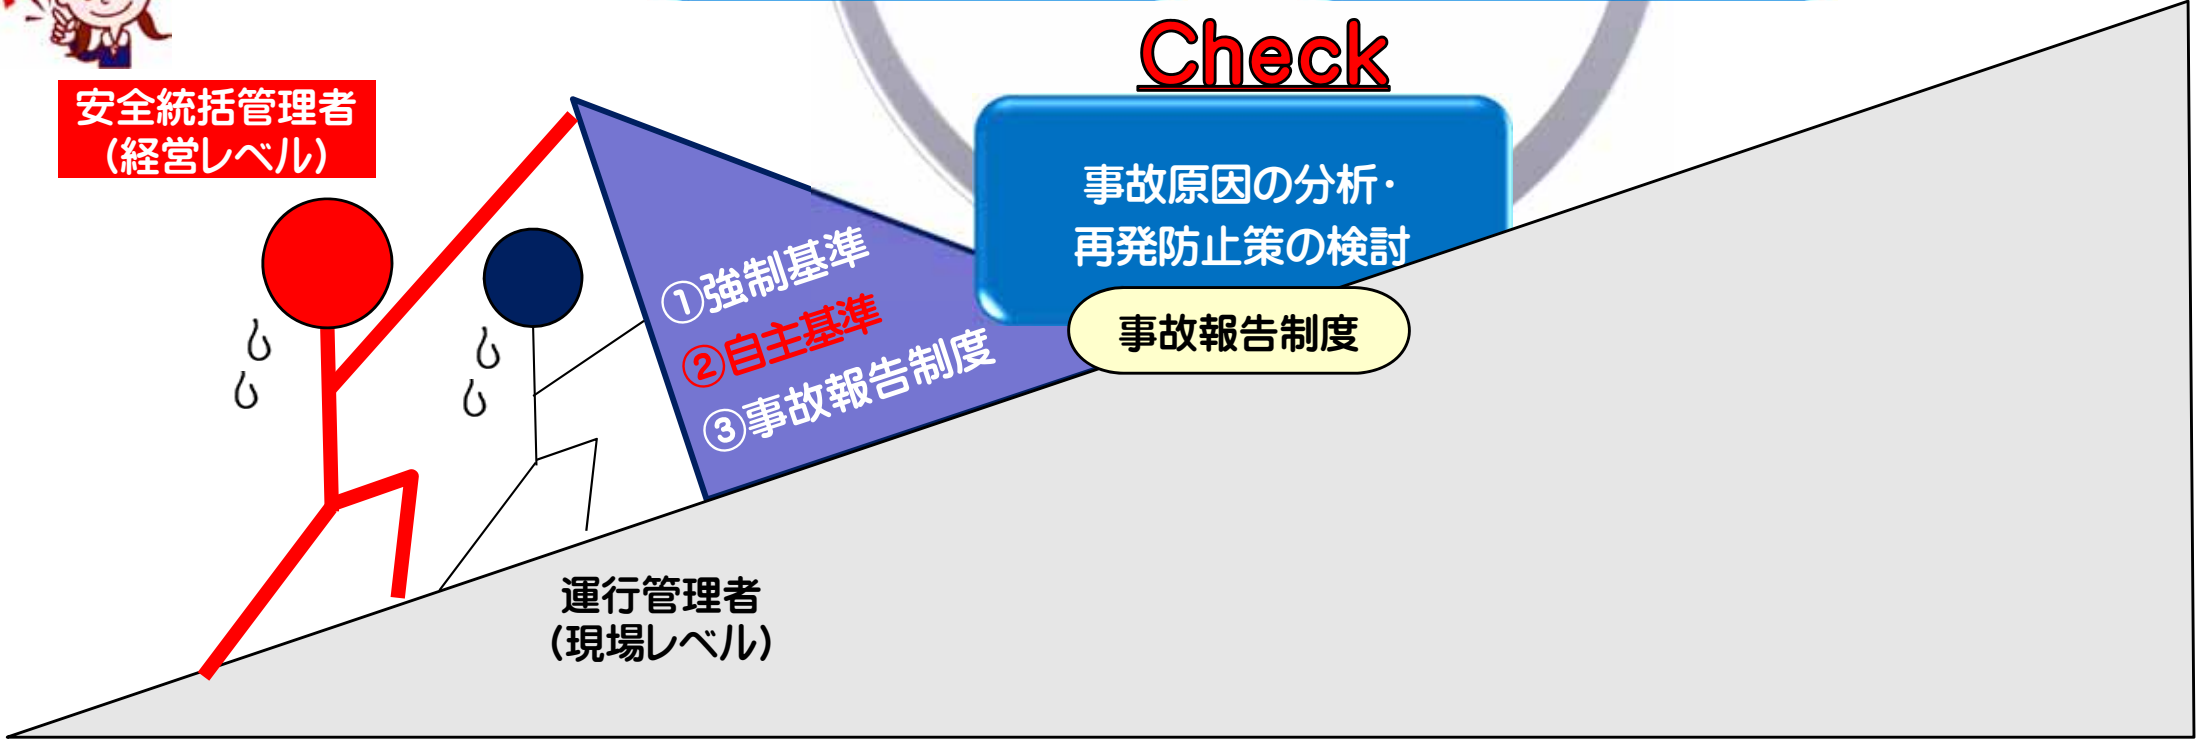 Check
安全統括管理者
(経営レベル)
事故原因の分析・
再発防止策の検討
①強制基準
②自主基準
③事故報告制度
事故報告制度
運行管理者
(現場レベル)